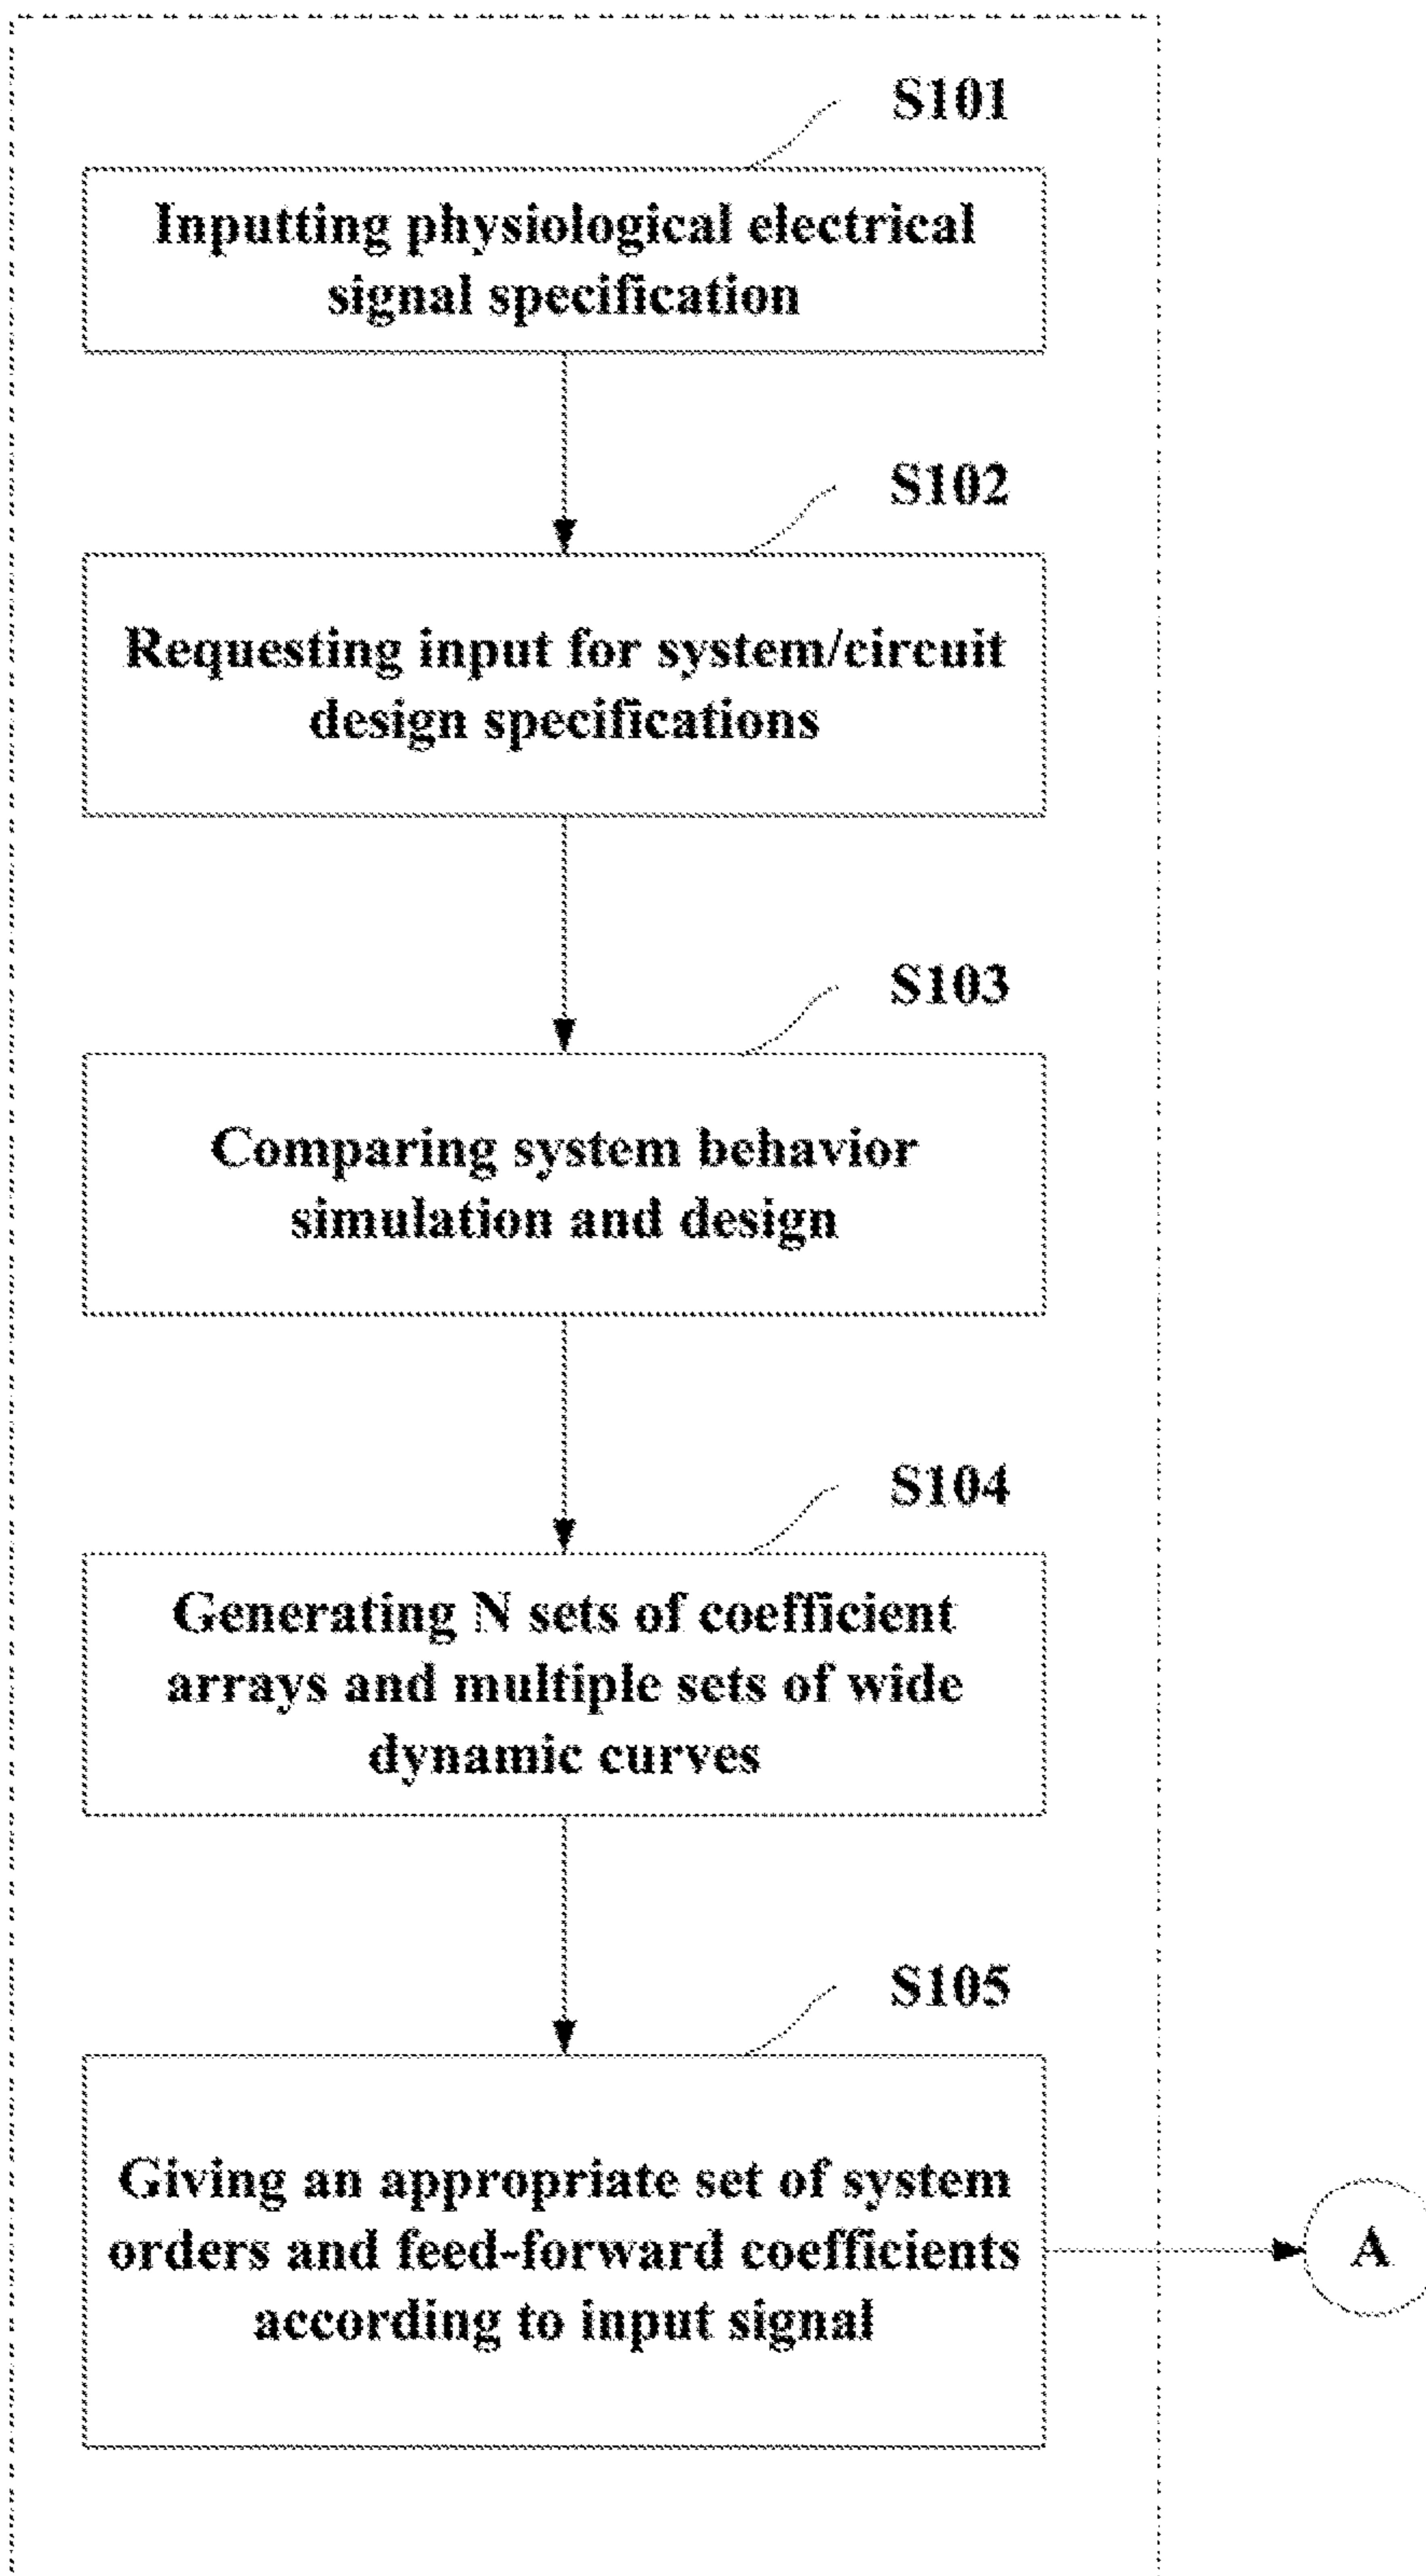 S101
Inputting physiological electrical
signal specification
S102
Requesting input for system/circuit
design specifications
S103
Comparing system behavior
simulation and design
S104
Generating N sets of coefficient
arrays and multiple sets of wide
dynamic curves
S105
Giving an appropriate set of system
orders and feed-forward coefficients
according to input signal
A